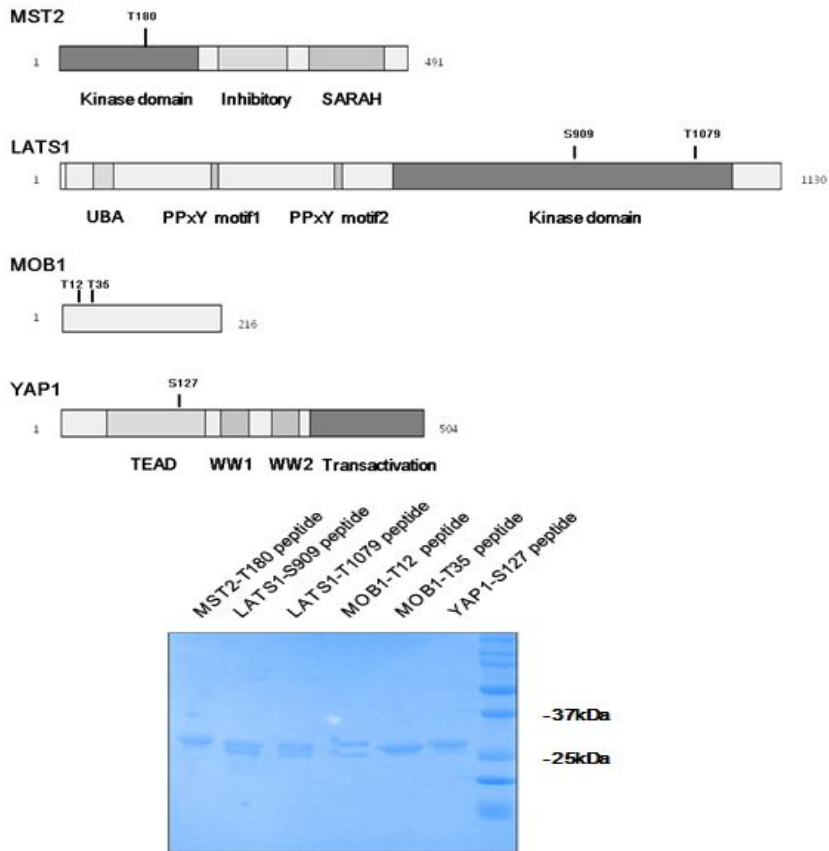 MST2
T180
1 491
Kinase domain Inhibitory SARAH
LATS1
S909 T1079
1 1130
UBA PPxY motif1 PPxY motif2 Kinase domain
MOB1
T12 T35
1 216
YAP1
S127
1 504
TEAD WW1 WW2 Transactivation
MST2-T180 peptide
LATS1-S909 peptide
LATS1-T1079 peptide
MOB1-T12 peptide
MOB1-T35 peptide
YAP1-S127 peptide
-37kDa
-25kDa